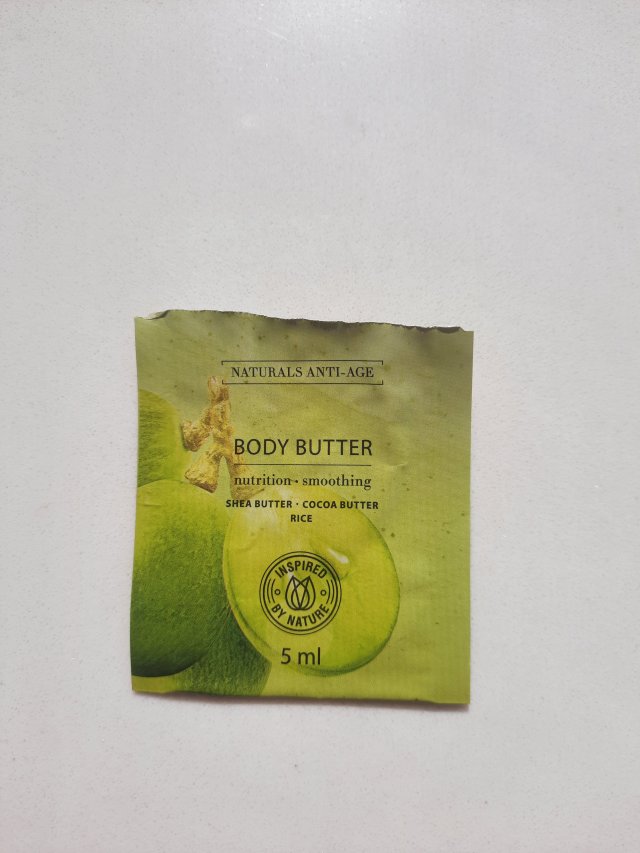 NATURALS ANTI-AGE
BODY BUTTER
nutrition · smoothing
SHEA BUTTER · COCOA BUTTER
RICE
INSPIRED
BY NATURE
5 ml